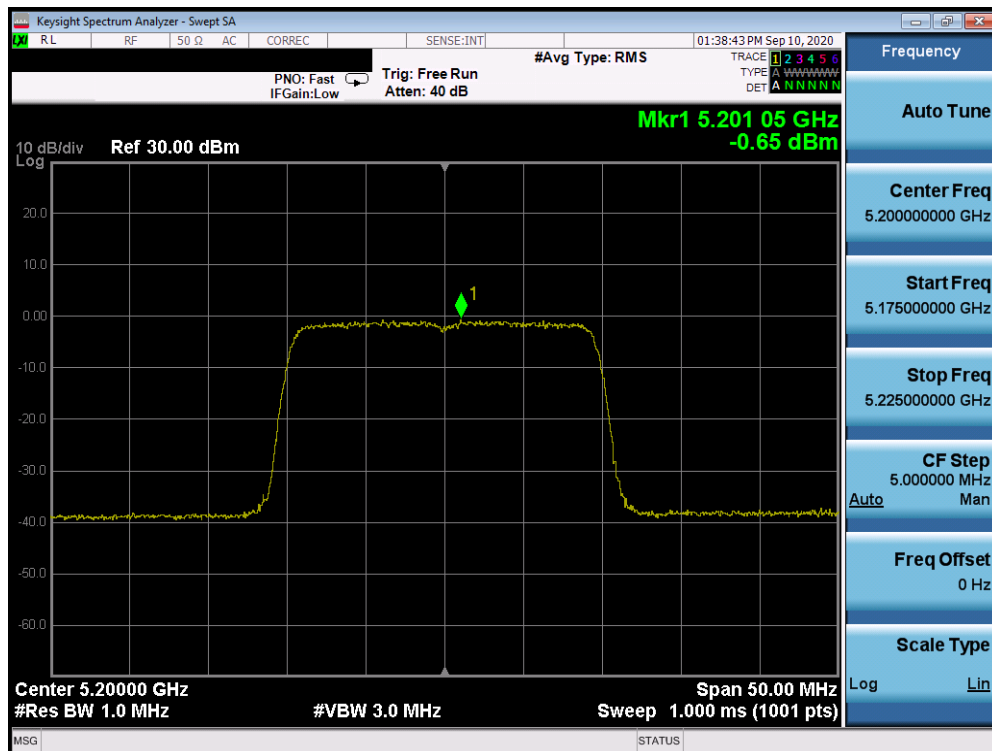 Keysight Spectrum Analyzer - Swept SA
LXI RL RF 50 Ω AC CORREC SENSE:INT 01:38:43 PM Sep 10, 2020
#Avg Type: RMS
TRACE 1 2 3 4 5 6
TYPE A WWWWW
DET A N N N N N
PNO: Fast
IFGain:Low
Trig: Free Run
Atten: 40 dB
Mkr1 5.201 05 GHz
-0.65 dBm
10 dB/div
Log
Ref 30.00 dBm
20.0
10.0
0.00
-10.0
-20.0
-30.0
-40.0
-50.0
-60.0
1
Center 5.20000 GHz
#Res BW 1.0 MHz
#VBW 3.0 MHz
Span 50.00 MHz
Sweep 1.000 ms (1001 pts)
MSG
STATUS
Frequency
Auto Tune
Center Freq
5.200000000 GHz
Start Freq
5.175000000 GHz
Stop Freq
5.225000000 GHz
CF Step
5.000000 MHz
Auto Man
Freq Offset
0 Hz
Scale Type
Log Lin